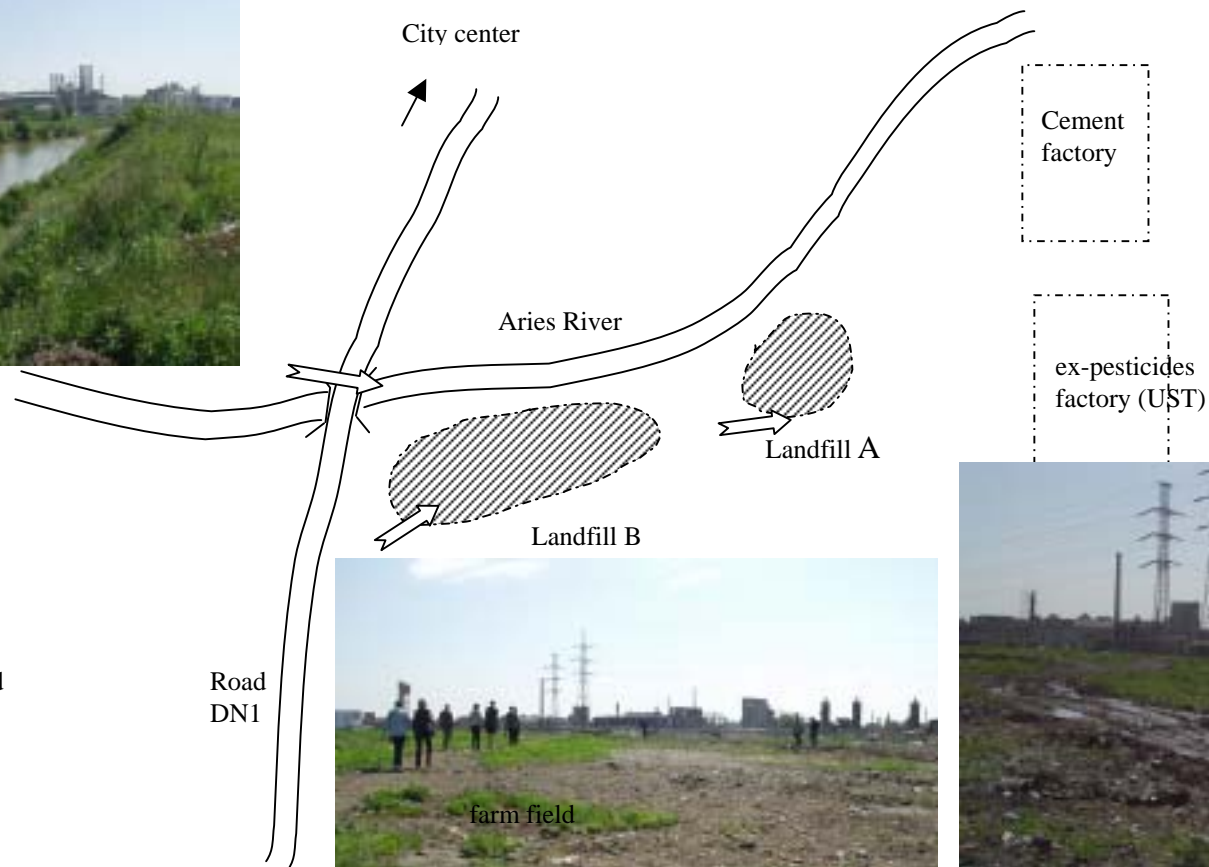 City center
Cement
factory
Aries River
ex-pesticides
factory (UST)
Landfill A
Landfill B
Road
DN1
farm field